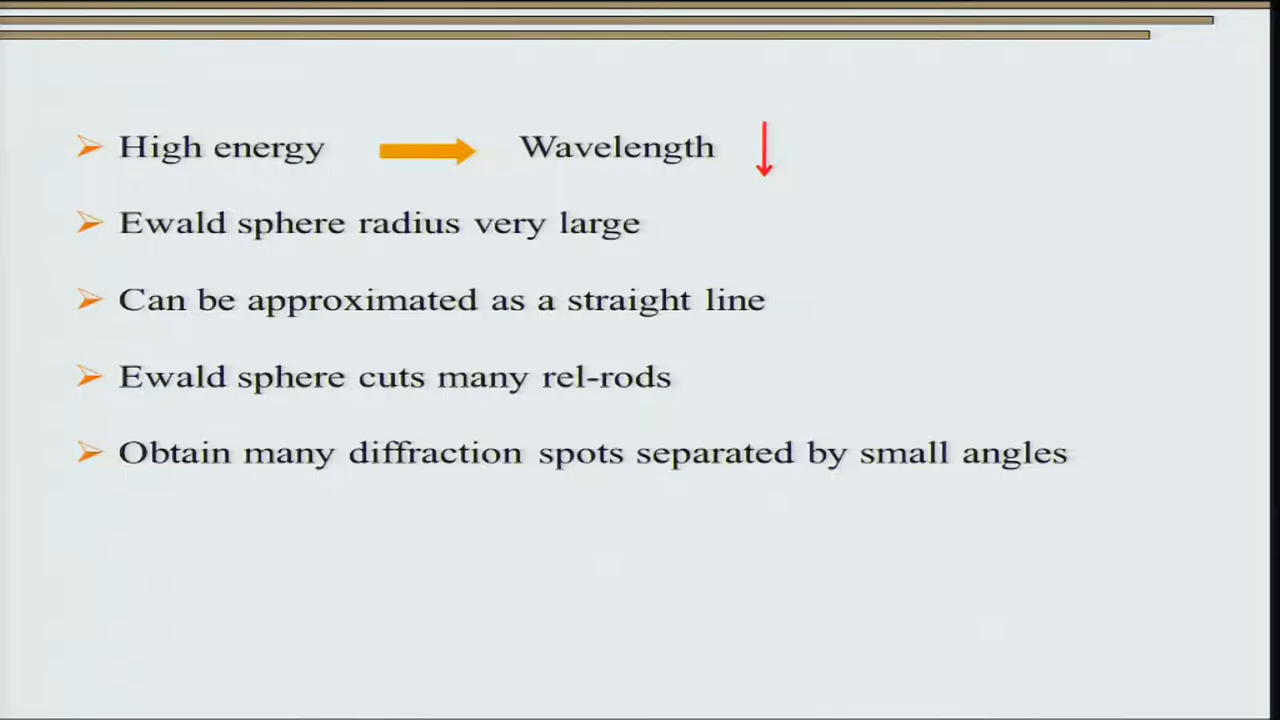 High energy Wavelength
Ewald sphere radius very large
Can be approximated as a straight line
Ewald sphere cuts many rel-rods
Obtain many diffraction spots separated by small angles